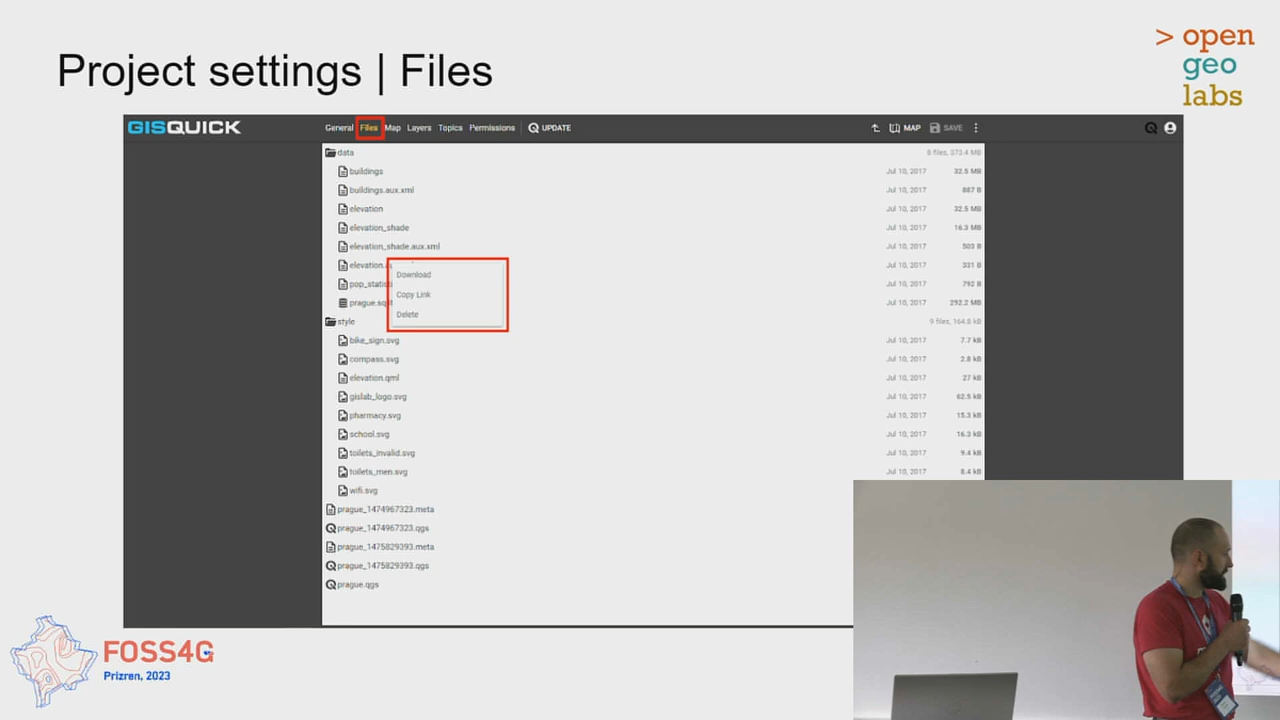 Project settings | Files
> open
geo
labs
GISQUICK General Files Map Layers Topics Permissions UPDATE MAP SAVE
data 8 files, 373.4 MB
buildings Jul 10, 2017 32.5 MB
buildings.aux.xml Jul 10, 2017 887 B
elevation Jul 10, 2017 32.5 MB
elevation_shade Jul 10, 2017 16.3 MB
elevation_shade.aux.xml Jul 10, 2017 503 B
elevation. Jul 10, 2017 331 B
Download
pop_statisti Jul 10, 2017 792 B
Copy Link
prague.sqli Jul 10, 2017 292.2 MB
Delete
style 9 files, 164.8 kB
bike_sign.svg Jul 10, 2017 7.7 kB
compass.svg Jul 10, 2017 2.8 kB
elevation.qml Jul 10, 2017 27 kB
gislab_logo.svg Jul 10, 2017 62.5 kB
pharmacy.svg Jul 10, 2017 15.3 kB
school.svg Jul 10, 2017 16.3 kB
toilets_invalid.svg Jul 10, 2017 9.4 kB
toilets_men.svg Jul 10, 2017 8.4 kB
wifi.svg
prague_1474967323.meta
prague_1474967323.qgs
prague_1475829393.meta
prague_1475829393.qgs
prague.qgs
FOSS4G
Prizren, 2023